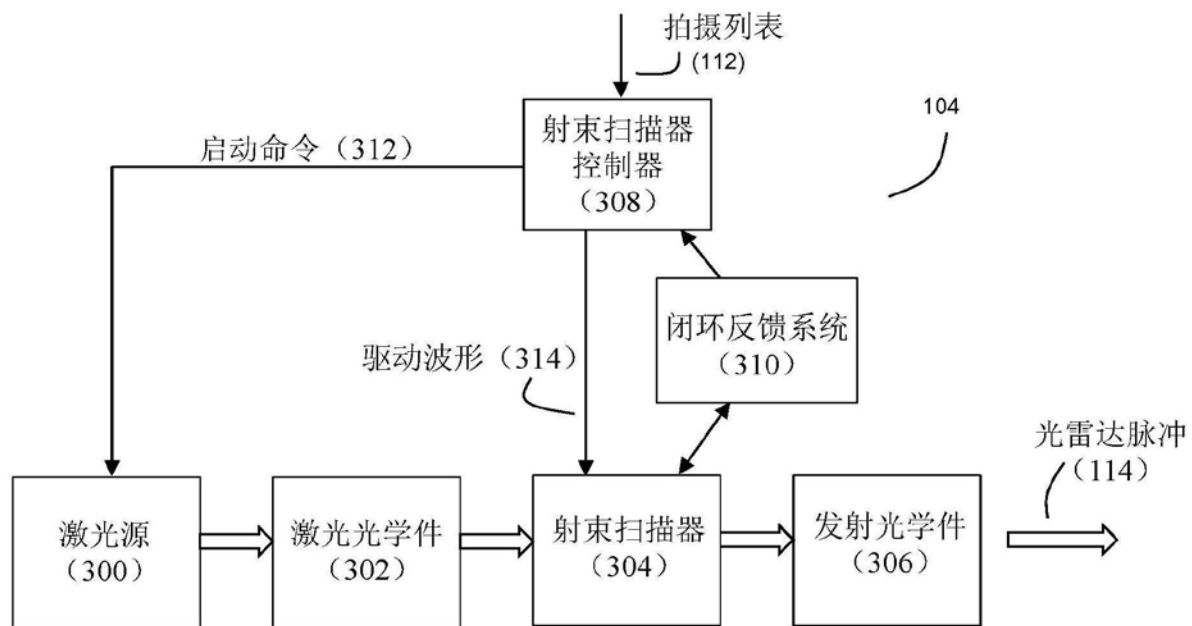 拍摄列表
(112)
104
射束扫描器
控制器
（308）
启动命令（312）
闭环反馈系统
（310）
驱动波形（314）
光雷达脉冲
（114）
激光源
（300）
激光光学件
（302）
射束扫描器
（304）
发射光学件
（306）